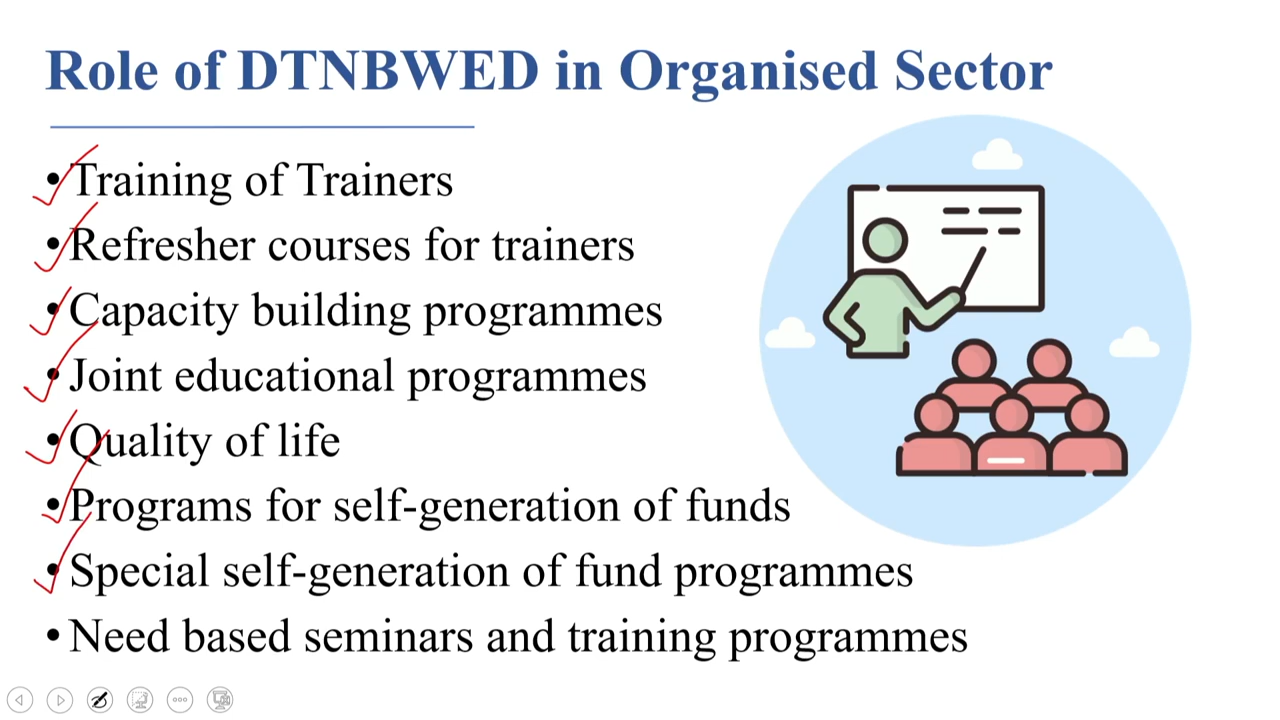 Role of DTNBWED in Organised Sector
• Training of Trainers
• Refresher courses for trainers
• Capacity building programmes
• Joint educational programmes
• Quality of life
• Programs for self-generation of funds
• Special self-generation of fund programmes
• Need based seminars and training programmes